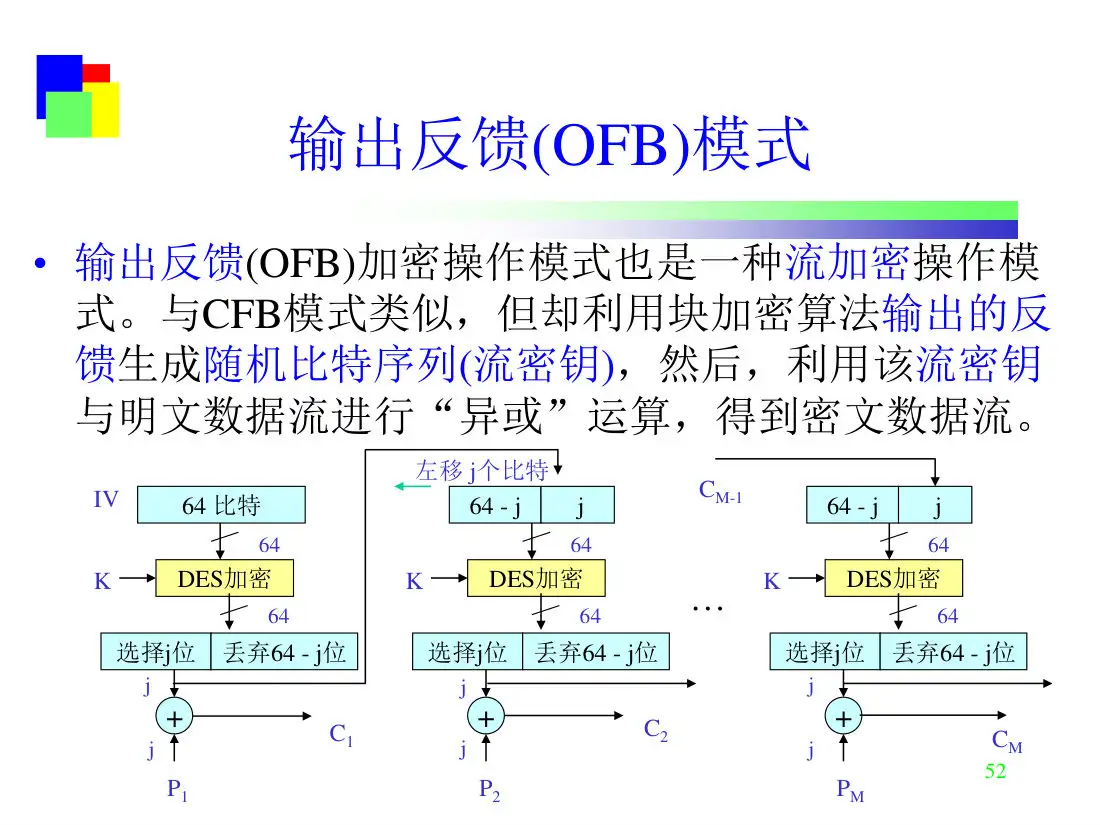 输出反馈(OFB)模式
• 输出反馈(OFB)加密操作模式也是一种流加密操作模
式。与CFB模式类似，但却利用块加密算法输出的反
馈生成随机比特序列(流密钥)，然后，利用该流密钥
与明文数据流进行“异或”运算，得到密文数据流。
左移 j个比特
IV 64 比特 64 - j j C_{M-1} 64 - j j
64 64 64
K DES加密 K DES加密 K DES加密
…
64 64 64
选择j位 丢弃64 - j位 选择j位 丢弃64 - j位 选择j位 丢弃64 - j位
j j j
+ C_1 + C_2 + C_M
j j j
52
P_1 P_2 P_M